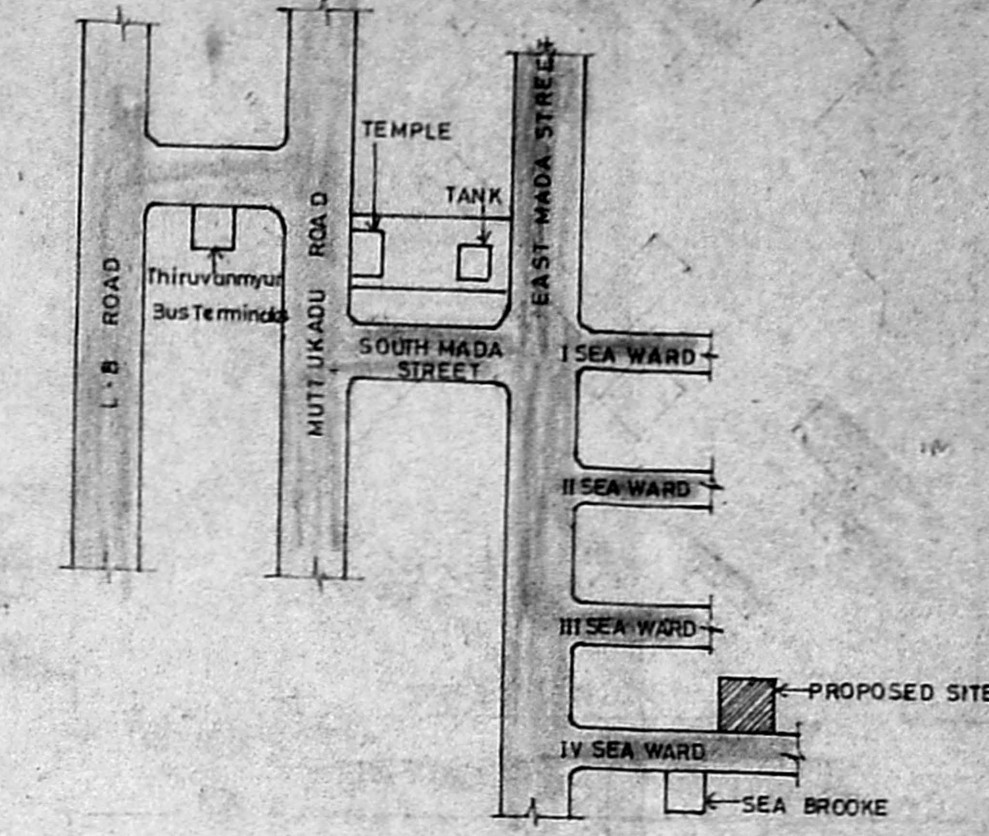 TEMPLE
TANK
EAST MADA STREET
L-B ROAD
Thiruvanmyur
Bus Terminals
MUTTUKADU ROAD
SOUTH MADA
STREET
I SEA WARD
II SEA WARD
III SEA WARD
PROPOSED SITE
IV SEA WARD
SEA BROOKE